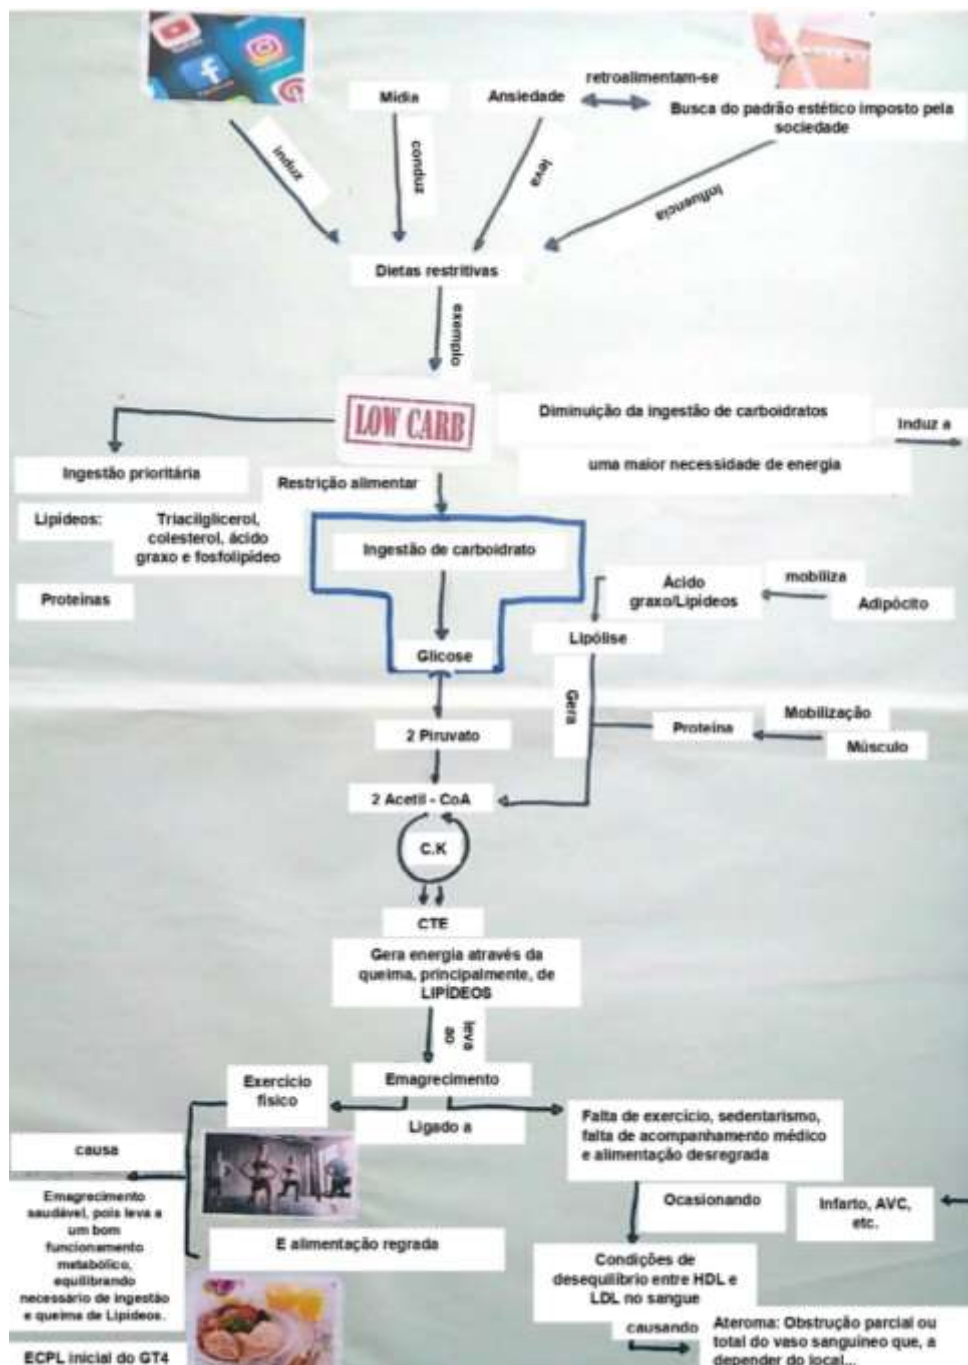 retroalimentam-se
Mídia
Ansiedade
Busca do padrão estético imposto pela
sociedade
induz
conduz
leva
influencia
Dietas restritivas
exemplo
LOW CARB
Diminuição da ingestão de carboidratos
Induz a
uma maior necessidade de energia
Ingestão prioritária
Restrição alimentar
Lipídeos:
Triacilglicerol,
colesterol, ácido
graxo e fosfolipídeo
Proteínas
Ingestão de carboidrato
Glicose
Ácido
graxo/Lipídeos
mobiliza
Adipócito
Lipólise
Gera
Proteína
Mobilização
Músculo
2 Piruvato
2 Acetil - CoA
C.K
CTE
Gera energia através da
queima, principalmente, de
LIPÍDEOS
leva
ao
Emagrecimento
Ligado a
Exercício
físico
causa
Emagrecimento
saudável, pois leva a
um bom
funcionamento
metabólico,
equilibrando
necessário de ingestão
e queima de Lipídeos.
E alimentação regrada
Falta de exercício, sedentarismo,
falta de acompanhamento médico
e alimentação desregrada
Ocasionando
Infarto, AVC,
etc.
Condições de
desequilíbrio entre HDL e
LDL no sangue
causando
Ateroma: Obstrução parcial ou
total do vaso sanguíneo que, a
depender do local...
ECPL inicial do GT4